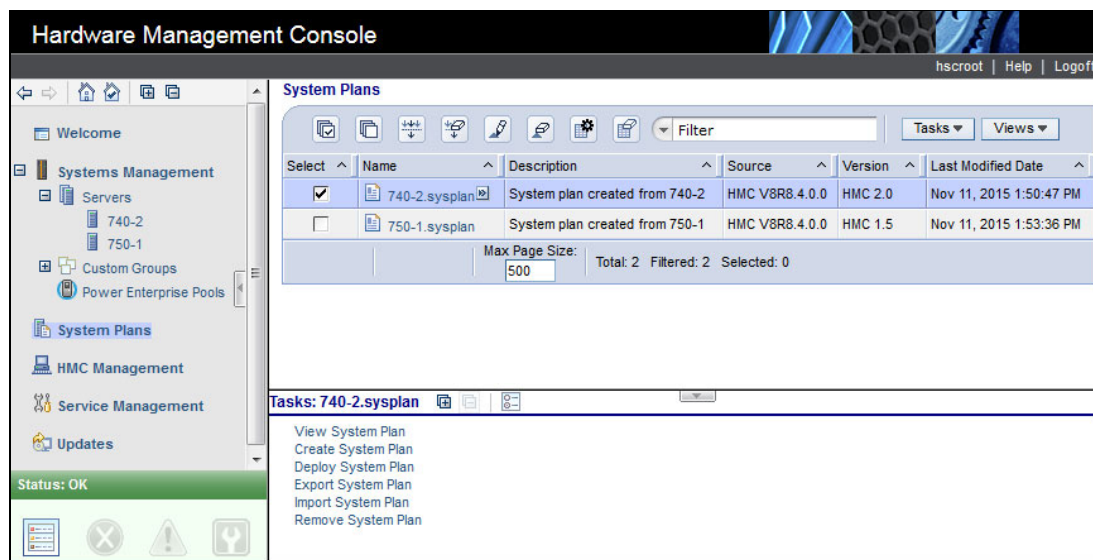 Hardware Management Console
hscroot | Help | Logoff
System Plans
Filter
Tasks Views
Select Name Description Source Version Last Modified Date
740-2.sysplan System plan created from 740-2 HMC V8R8.4.0.0 HMC 2.0 Nov 11, 2015 1:50:47 PM
750-1.sysplan System plan created from 750-1 HMC V8R8.4.0.0 HMC 1.5 Nov 11, 2015 1:53:36 PM
Max Page Size:
500
Total: 2 Filtered: 2 Selected: 0
Welcome
Systems Management
Servers
740-2
750-1
Custom Groups
Power Enterprise Pools
System Plans
HMC Management
Service Management
Updates
Status: OK
Tasks: 740-2.sysplan
View System Plan
Create System Plan
Deploy System Plan
Export System Plan
Import System Plan
Remove System Plan